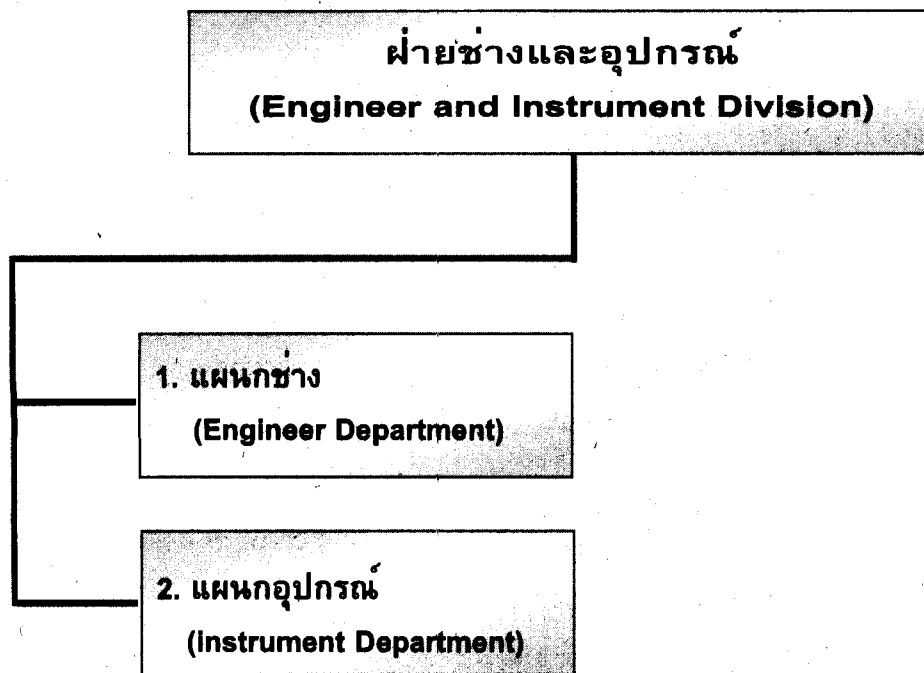 ฝ่ายช่างและอุปกรณ์
(Engineer and Instrument Division)
1. แผนกช่าง
(Engineer Department)
2. แผนกอุปกรณ์
(Instrument Department)